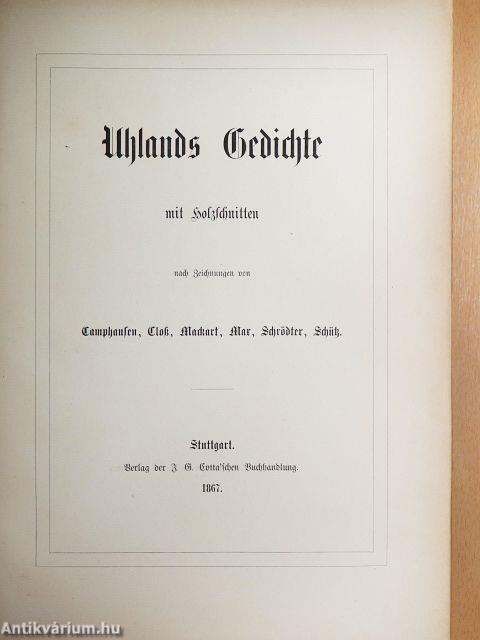 Uhlands Gedichte
mit Holzschnitten
nach Zeichnungen von
Camphausen, Cloß, Mackart, Max, Schrödter, Schütz.
Stuttgart.
Verlag der J. G. Cotta'schen Buchhandlung.
1867.
Antikvárium.hu